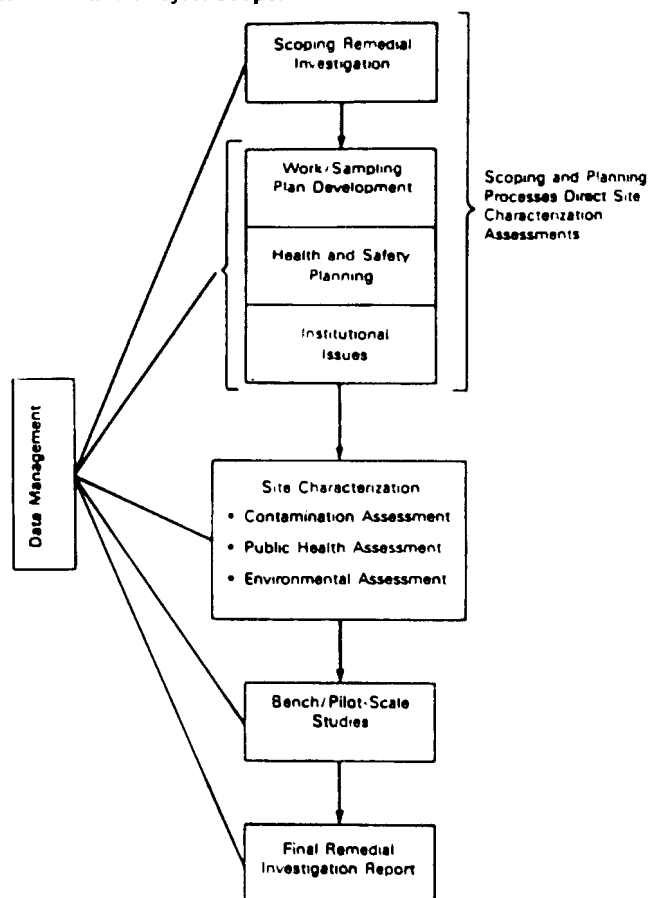 Scoping Remedial
Investigation
Work/Sampling
Plan Development
Health and Safety
Planning
Institutional
Issues
Scoping and Planning
Processes Direct Site
Characterization
Assessments
Data Management
Site Characterization
• Contamination Assessment
• Public Health Assessment
• Environmental Assessment
Bench/Pilot-Scale
Studies
Final Remedial
Investigation Report